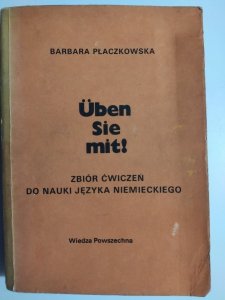 BARBARA PŁACZKOWSKA
Üben
Sie
mit!
ZBIÓR ĆWICZEŃ
DO NAUKI JĘZYKA NIEMIECKIEGO
Wiedza Powszechna